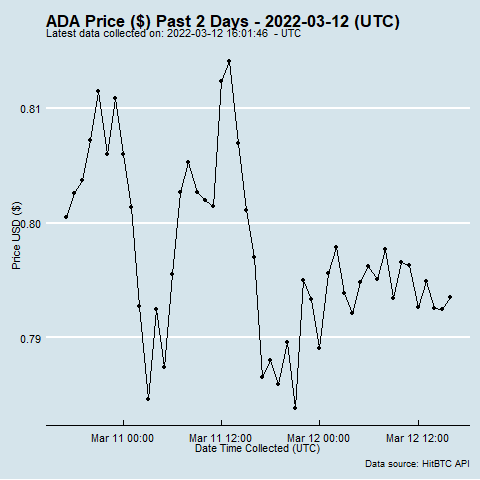 ADA Price ($) Past 2 Days - 2022-03-12 (UTC)
Latest data collected on: 2022-03-12 16:01:46 - UTC
Price USD ($)
0.81
0.80
0.79
Mar 11 00:00 Mar 11 12:00 Mar 12 00:00 Mar 12 12:00
Date Time Collected (UTC)
Data source: HitBTC API